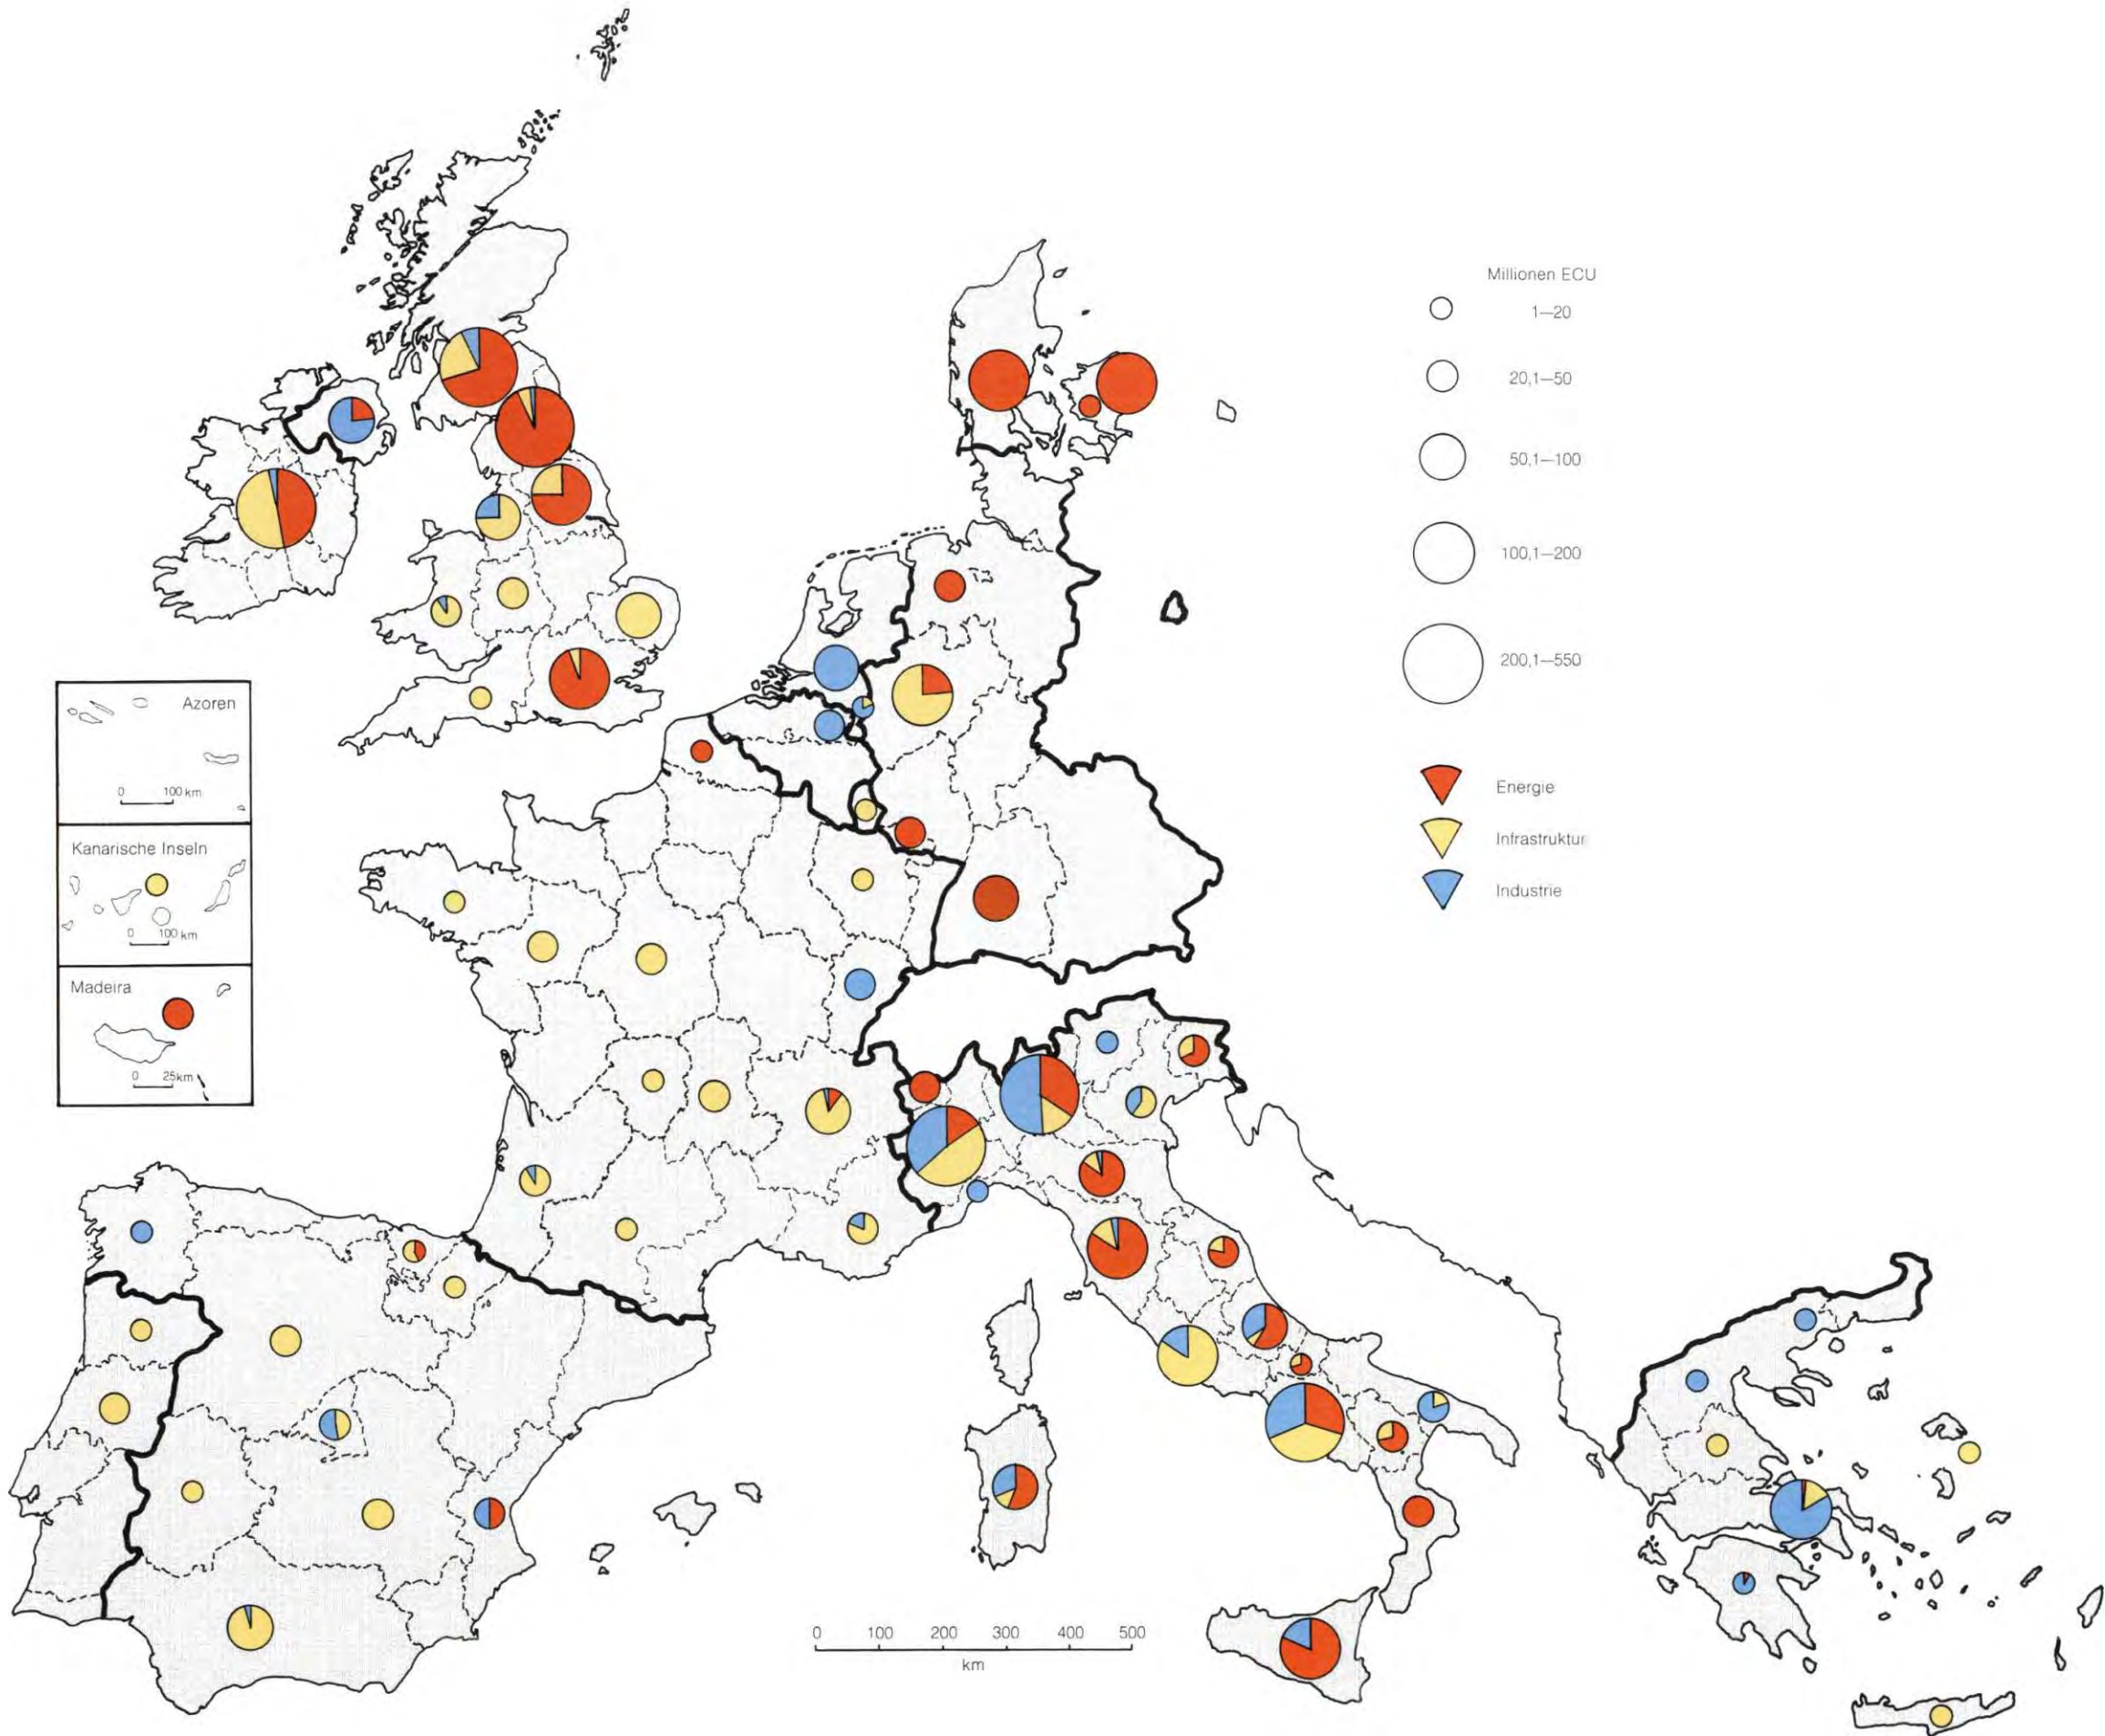 Millionen ECU
1—20
20,1—50
50,1—100
100,1—200
200,1—550
Energie
Infrastruktur
Industrie
Azoren
0 100 km
Kanarische Inseln
0 100 km
Madeira
0 25km
0 100 200 300 400 500
km